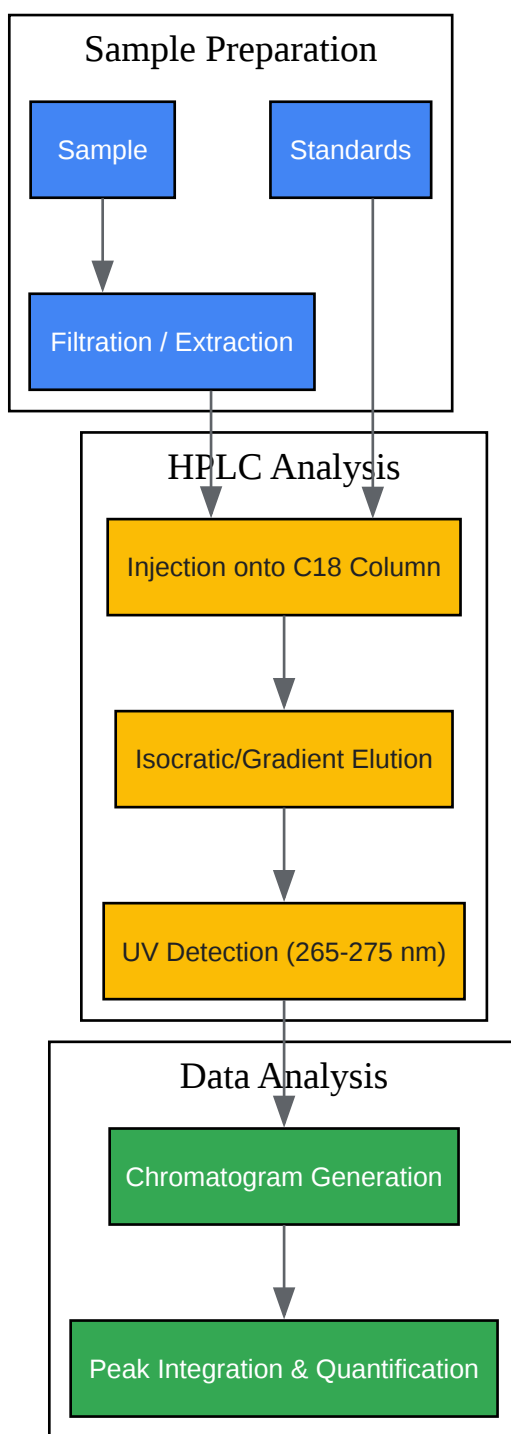 Sample Preparation
Sample
Standards
Filtration / Extraction
HPLC Analysis
Injection onto C18 Column
Isocratic/Gradient Elution
UV Detection (265-275 nm)
Data Analysis
Chromatogram Generation
Peak Integration & Quantification